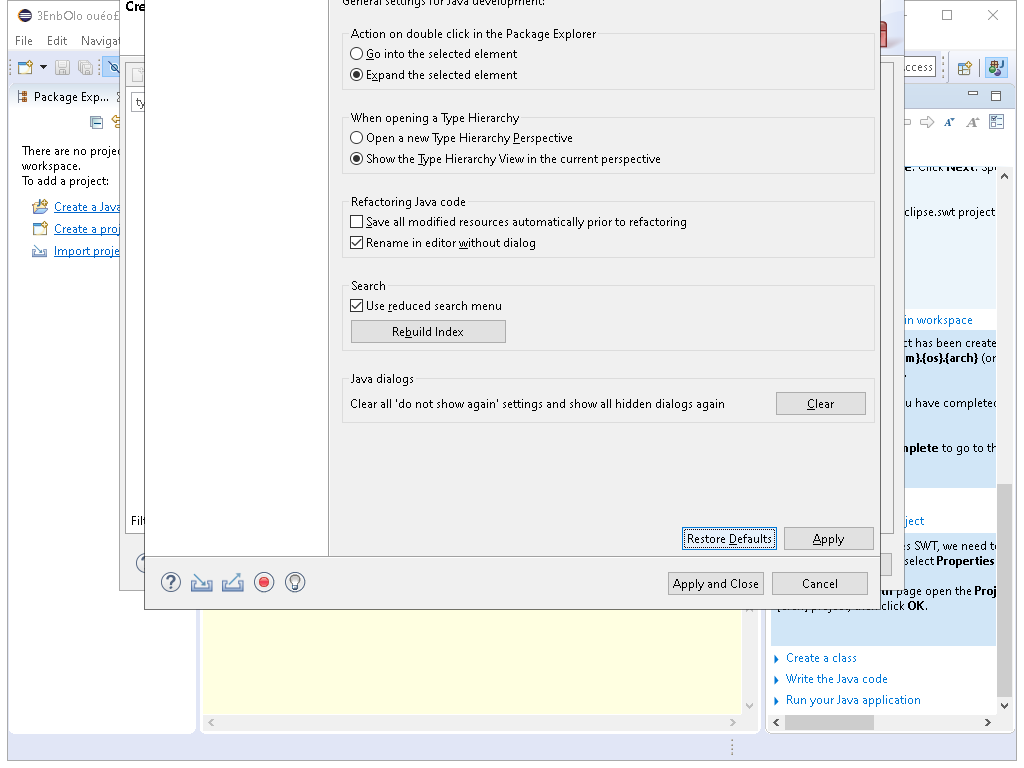 3EnbOlo ouéo£
Cre
General settings for Java development:
File Edit Navigat
Action on double click in the Package Explorer
Go into the selected element
Expand the selected element
ccess
Package Exp...
ty
When opening a Type Hierarchy
Open a new Type Hierarchy Perspective
Show the Type Hierarchy View in the current perspective
There are no proje
workspace.
To add a project:
Create a Java
Create a proj
Import proje
Refactoring Java code
Save all modified resources automatically prior to refactoring
Rename in editor without dialog
Search
Use reduced search menu
Rebuild Index
Java dialogs
Clear all 'do not show again' settings and show all hidden dialogs again
Clear
Filt
Restore Defaults
Apply
Apply and Close
Cancel
e. Click Next. Sp
clipse.swt project
in workspace
ct has been create
m}.{os}.{arch} (or
u have completed
mplete to go to th
ject
es SWT, we need to
select Properties
page open the Proj
click OK.
Create a class
Write the Java code
Run your Java application